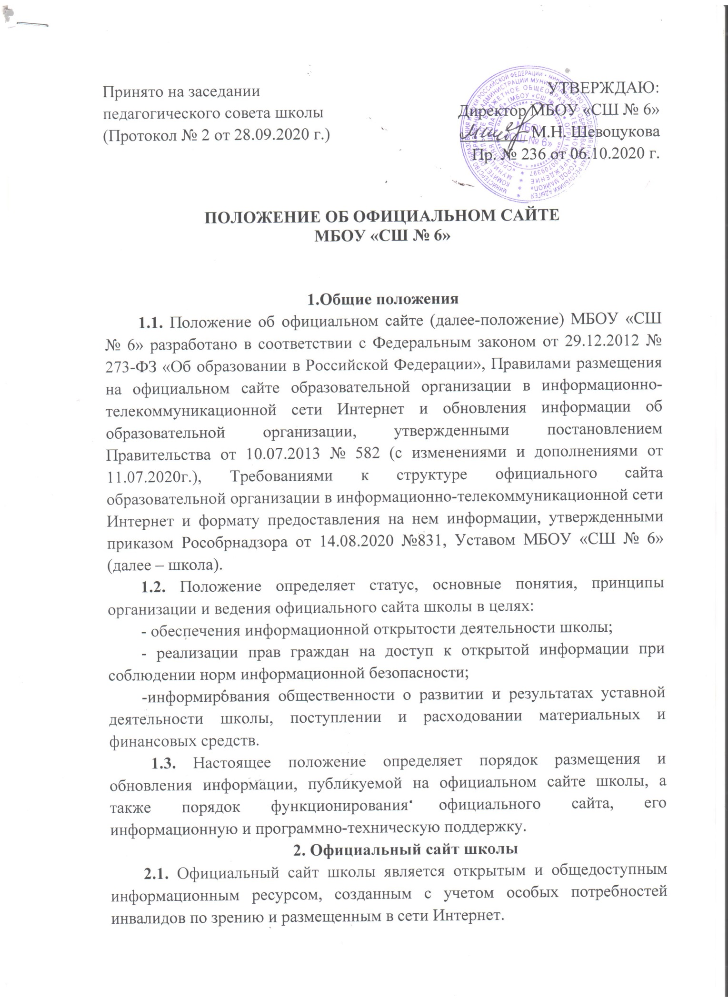 Принято на заседании
педагогического совета школы
(Протокол № 2 от 28.09.2020 г.)
УТВЕРЖДАЮ:
Директор МБОУ «СШ № 6»
М.Н. Шевоцукова
Пр. № 236 от 06.10.2020 г.
МБОУ
«СШ № 6»
ПОЛОЖЕНИЕ ОБ ОФИЦИАЛЬНОМ САЙТЕ
МБОУ «СШ № 6»
1.Общие положения
1.1. Положение об официальном сайте (далее-положение) МБОУ «СШ
№ 6» разработано в соответствии с Федеральным законом от 29.12.2012 №
273-ФЗ «Об образовании в Российской Федерации», Правилами размещения
на официальном сайте образовательной организации в информационно-
телекоммуникационной сети Интернет и обновления информации об
образовательной организации, утвержденными постановлением
Правительства от 10.07.2013 № 582 (с изменениями и дополнениями от
11.07.2020г.), Требованиями к структуре официального сайта
образовательной организации в информационно-телекоммуникационной сети
Интернет и формату предоставления на нем информации, утвержденными
приказом Рособрнадзора от 14.08.2020 №831, Уставом МБОУ «СШ № 6»
(далее – школа).
1.2. Положение определяет статус, основные понятия, принципы
организации и ведения официального сайта школы в целях:
- обеспечения информационной открытости деятельности школы;
- реализации прав граждан на доступ к открытой информации при
соблюдении норм информационной безопасности;
-информирования общественности о развитии и результатах уставной
деятельности школы, поступлении и расходовании материальных и
финансовых средств.
1.3. Настоящее положение определяет порядок размещения и
обновления информации, публикуемой на официальном сайте школы, а
также порядок функционирования официального сайта, его
информационную и программно-техническую поддержку.
2. Официальный сайт школы
2.1. Официальный сайт школы является открытым и общедоступным
информационным ресурсом, созданным с учетом особых потребностей
инвалидов по зрению и размещенным в сети Интернет.